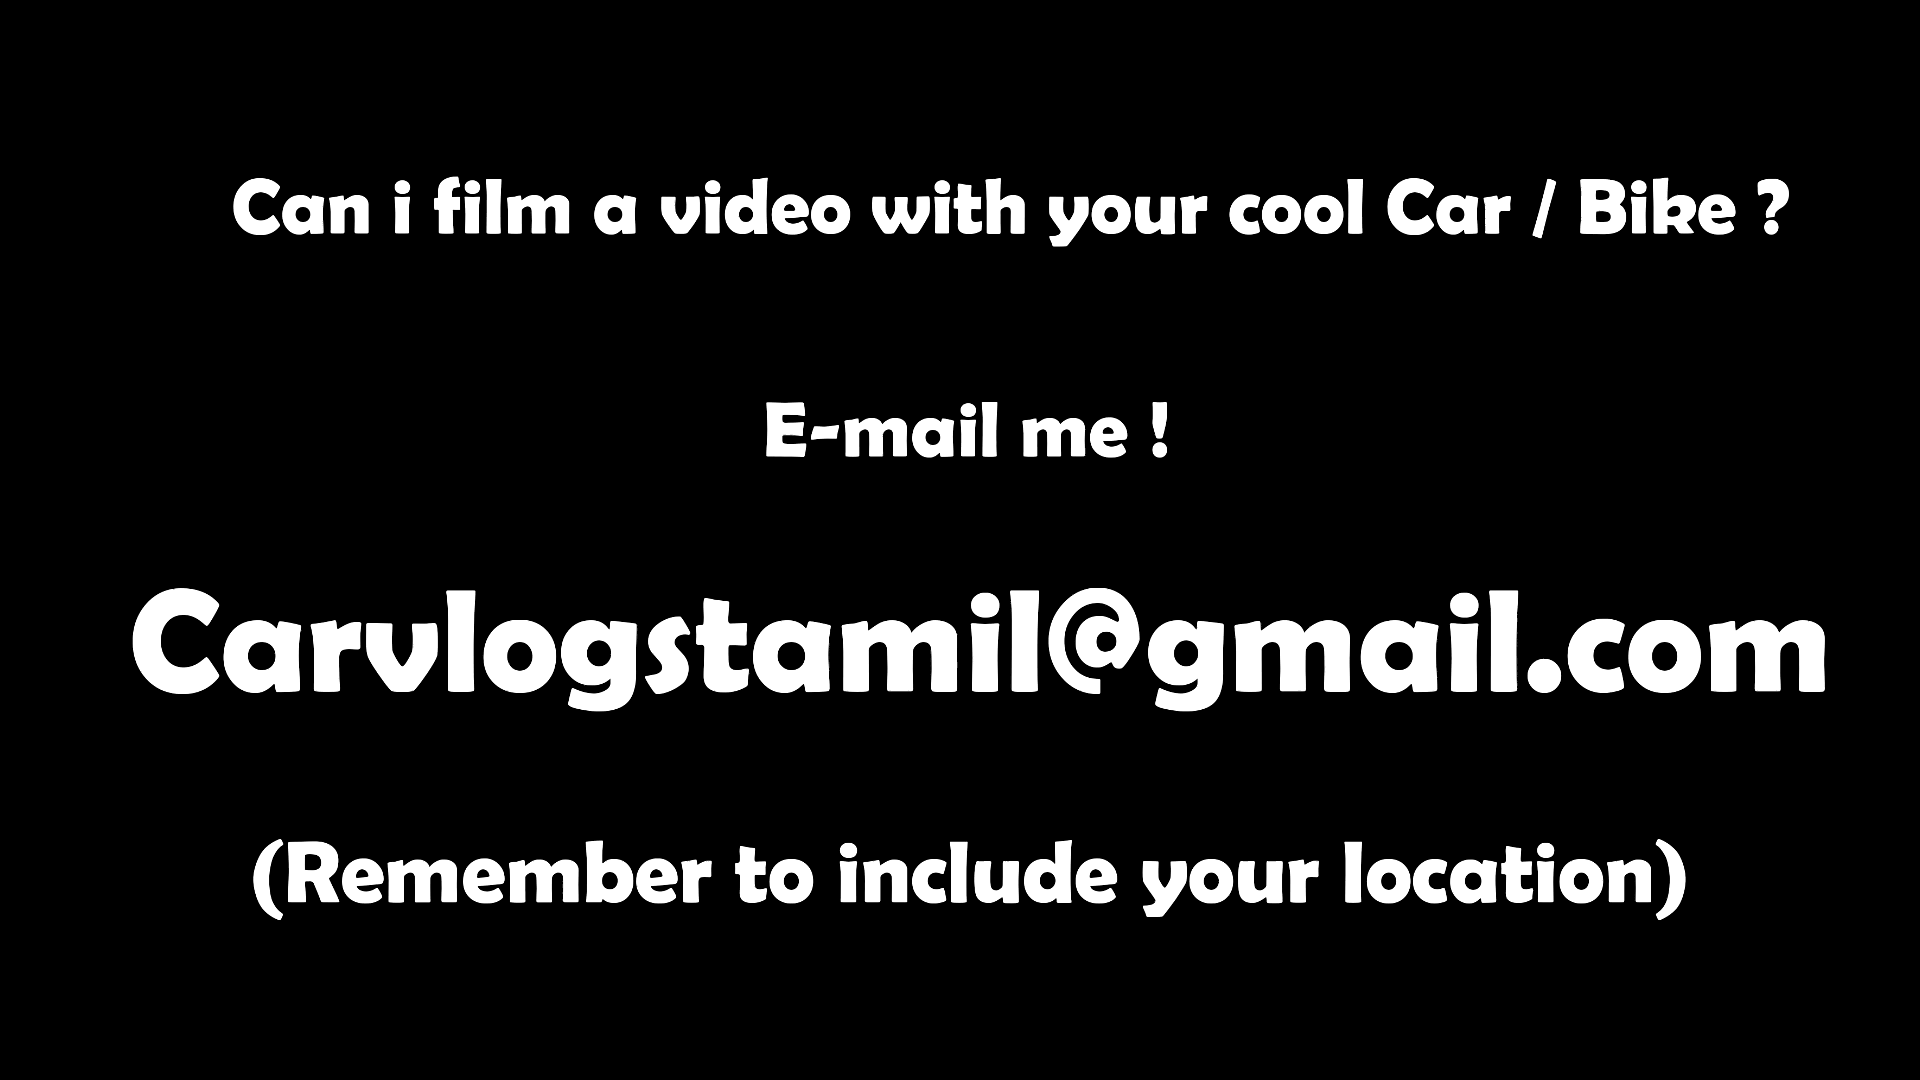 Can i film a video with your cool Car / Bike ?
E-mail me !
Carvlogstamil@gmail.com
(Remember to include your location)